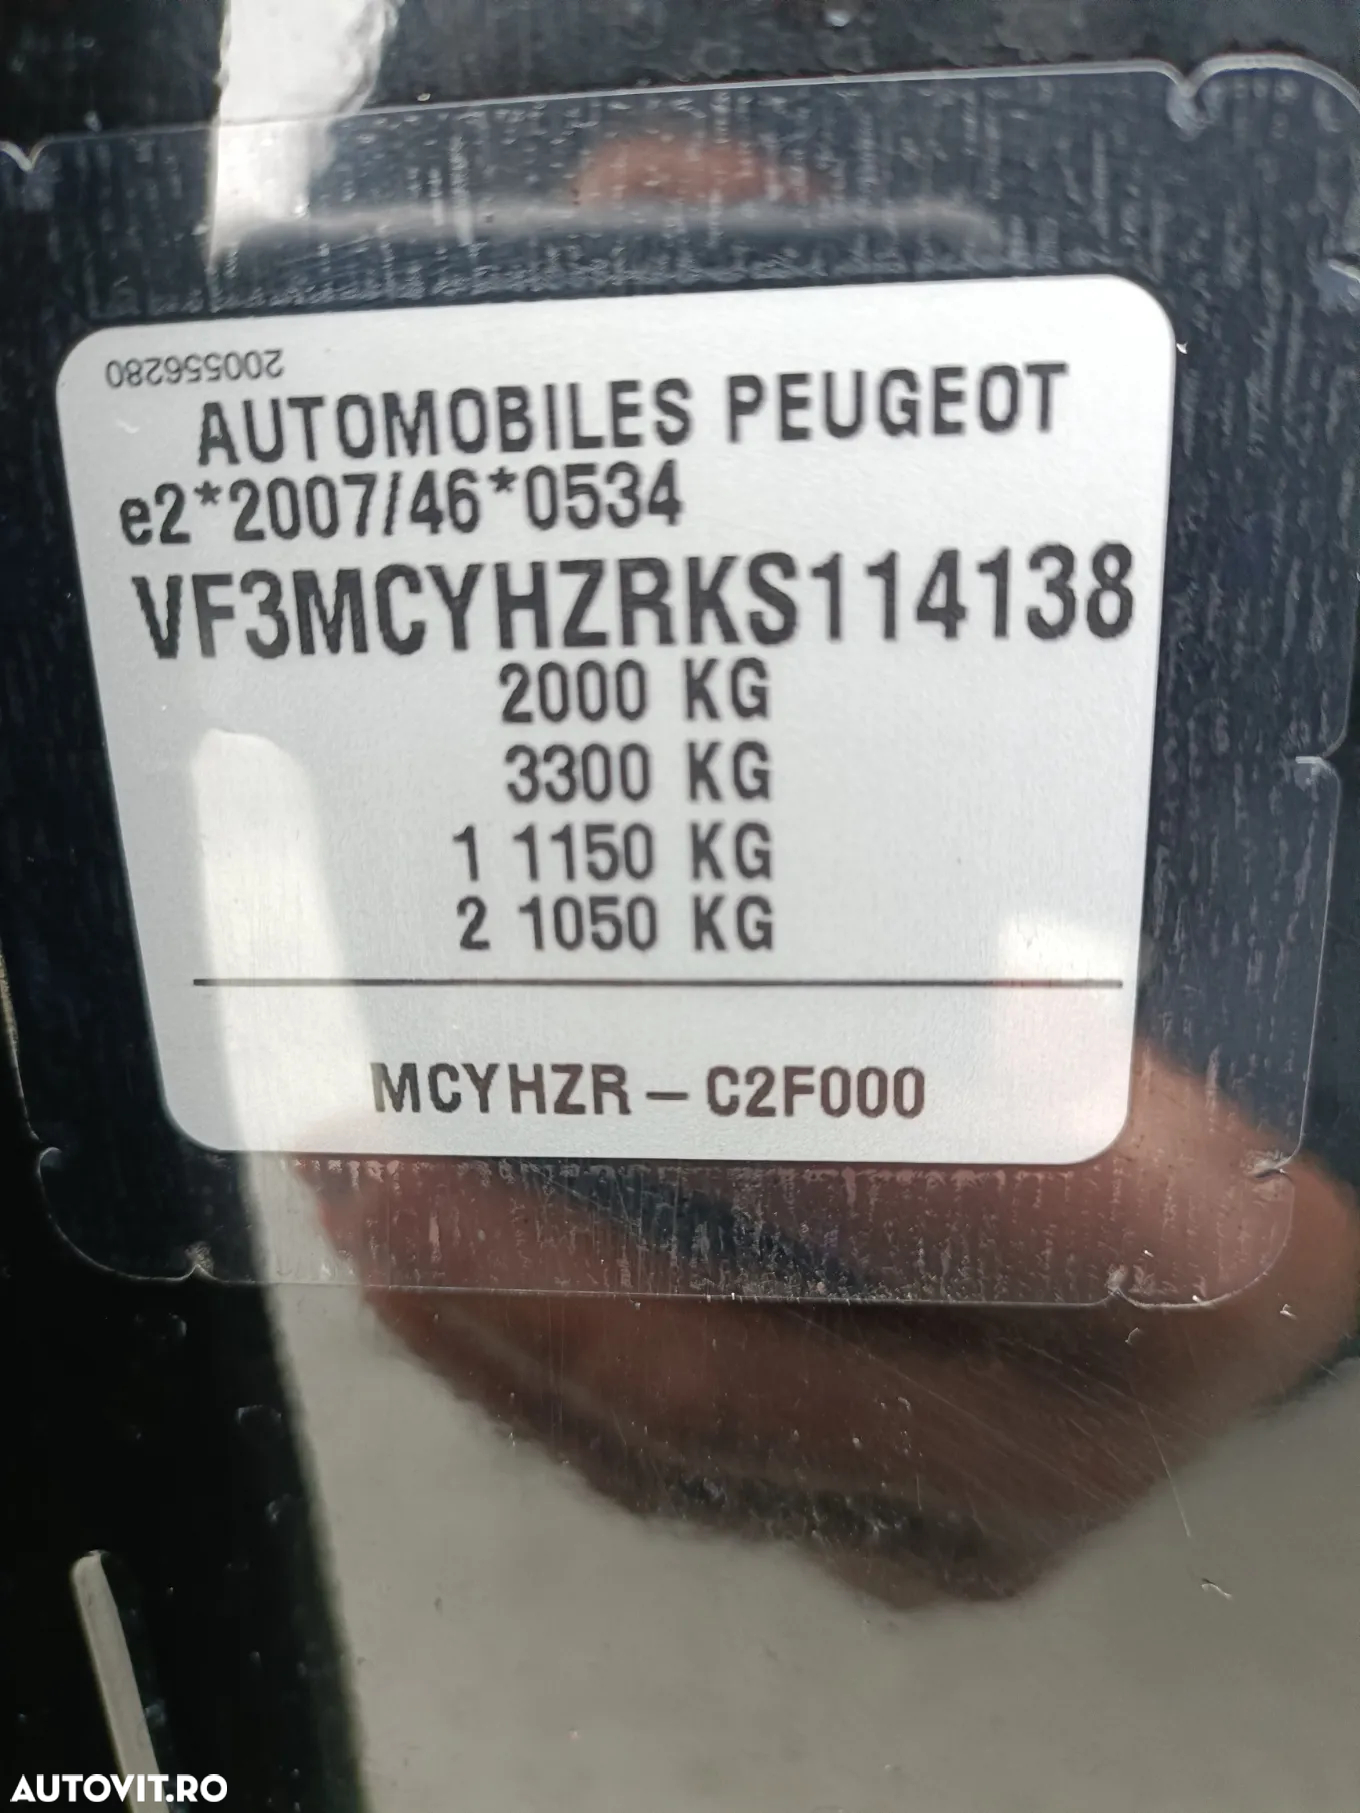 200556280
AUTOMOBILES PEUGEOT
e2*2007/46*0534
VF3MCYHZRKS114138
2000 KG
3300 KG
1 1150 KG
2 1050 KG
MCYHZR – C2F000
AUTOVIT.RO